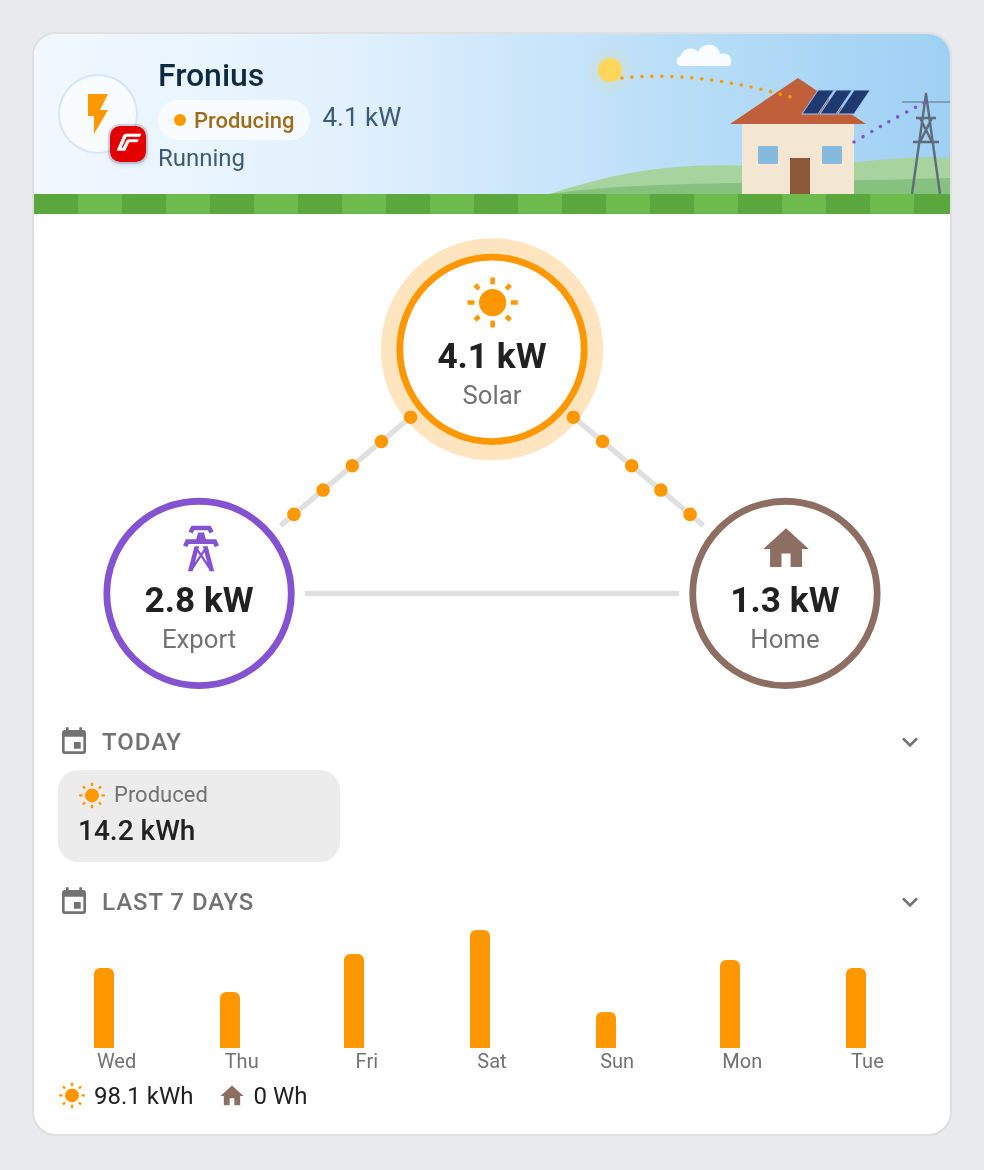 Fronius
Producing 4.1 kW
Running
4.1 kW
Solar
2.8 kW
Export
1.3 kW
Home
TODAY
Produced
14.2 kWh
LAST 7 DAYS
Wed Thu Fri Sat Sun Mon Tue
98.1 kWh 0 Wh